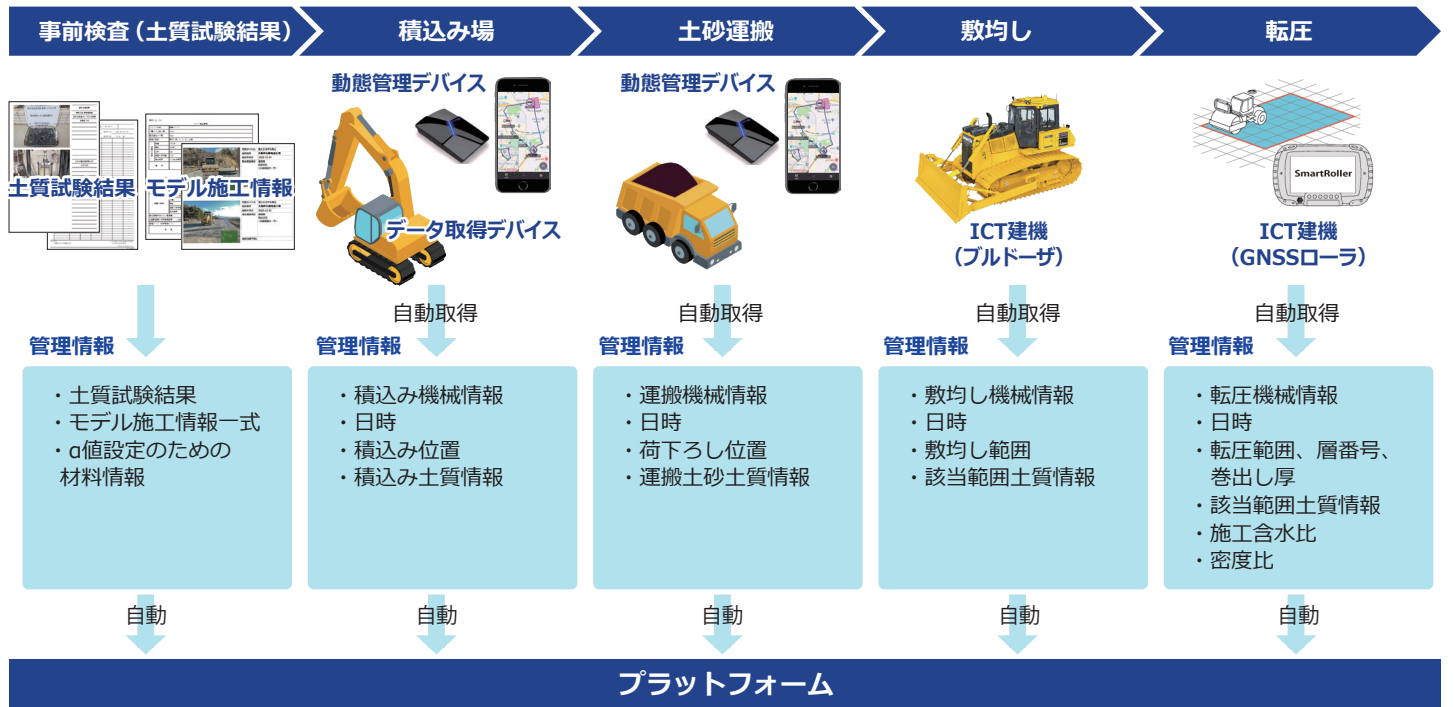 事前検査（土質試験結果）
積込み場
土砂運搬
敷均し
転圧
土質試験結果
モデル施工情報
動態管理デバイス
データ取得デバイス
動態管理デバイス
ICT建機
（ブルドーザ）
SmartRoller
ICT建機
（GNSSローラ）
自動取得
自動取得
自動取得
自動取得
管理情報
管理情報
管理情報
管理情報
管理情報
・土質試験結果
・モデル施工情報一式
・α値設定のための
材料情報
・積込み機械情報
・日時
・積込み位置
・積込み土質情報
・運搬機械情報
・日時
・荷下ろし位置
・運搬土砂土質情報
・敷均し機械情報
・日時
・敷均し範囲
・該当範囲土質情報
・転圧機械情報
・日時
・転圧範囲、層番号、
巻出し厚
・該当範囲土質情報
・施工含水比
・密度比
自動
自動
自動
自動
自動
プラットフォーム